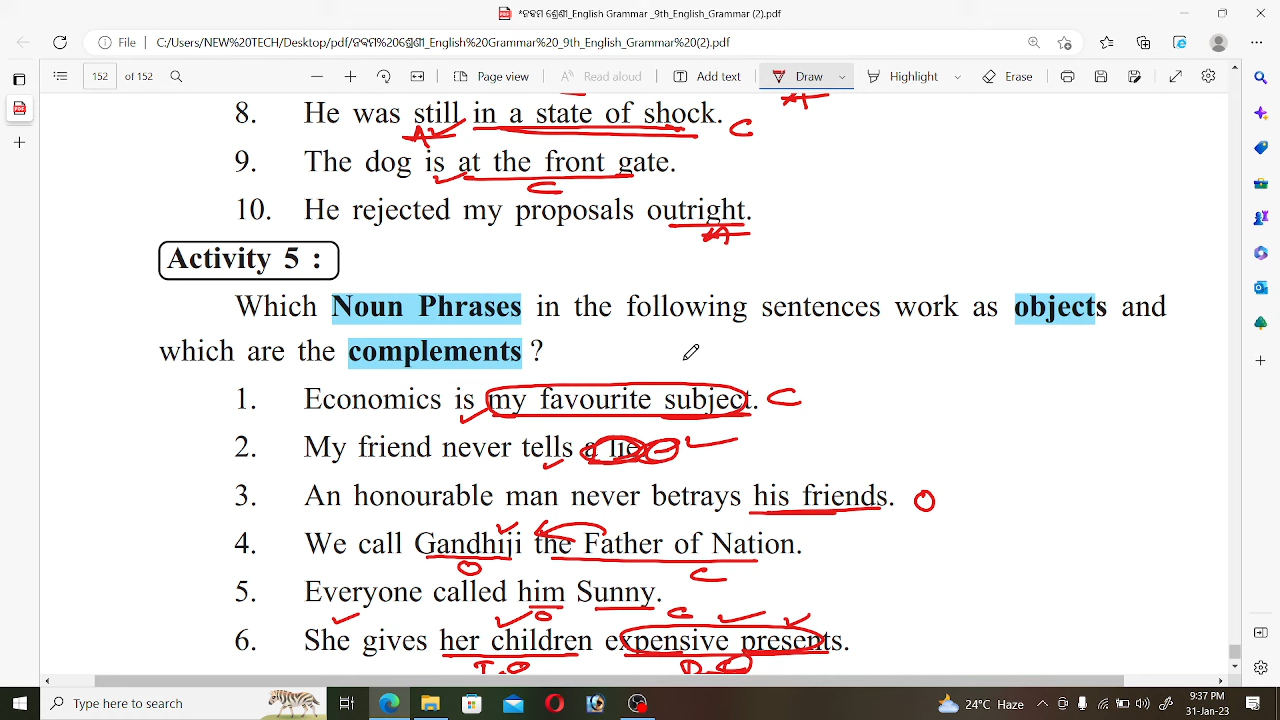 *ବହାର ପ୍ରେରଣୀ_English Grammar _9th_English_Grammar (2).pdf
File C:/Users/NEW%20TECH/Desktop/pdf/_English%20Grammar%20_9th_English_Grammar%20(2).pdf
152 of 152 Page view Read aloud Add text Draw Highlight Erase
8. He was still in a state of shock. C
A
9. The dog is at the front gate.
C
10. He rejected my proposals outright.
A
Activity 5 :
Which Noun Phrases in the following sentences work as objects and
which are the complements ?
1. Economics is my favourite subject. C
2. My friend never tells a lie
3. An honourable man never betrays his friends. O
4. We call Gandhiji the Father of Nation.
O C
5. Everyone called him Sunny.
O C
6. She gives her children expensive presents.
I.O D.O
Type here to search 24°C Haze ENG 9:37 PM
31-Jan-23